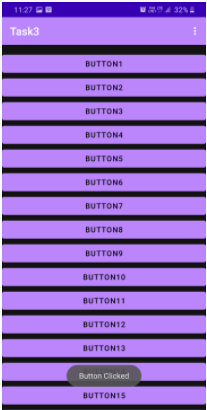 11:27 32%
Task3
BUTTON1
BUTTON2
BUTTON3
BUTTON4
BUTTON5
BUTTON6
BUTTON7
BUTTON8
BUTTON9
BUTTON10
BUTTON11
BUTTON12
BUTTON13
Button Clicked
BUTTON15